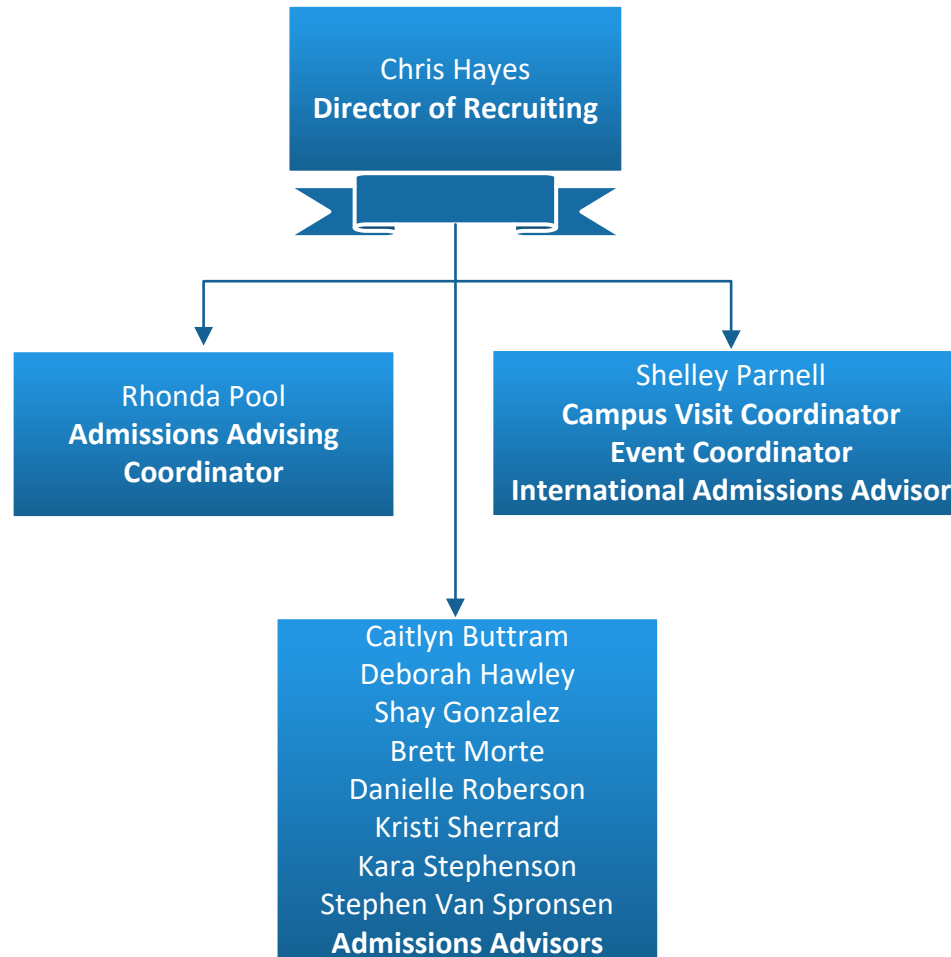 Chris Hayes
Director of Recruiting
Rhonda Pool
Admissions Advising
Coordinator
Shelley Parnell
Campus Visit Coordinator
Event Coordinator
International Admissions Advisor
Caitlyn Buttram
Deborah Hawley
Shay Gonzalez
Brett Morte
Danielle Roberson
Kristi Sherrard
Kara Stephenson
Stephen Van Spronsen
Admissions Advisors